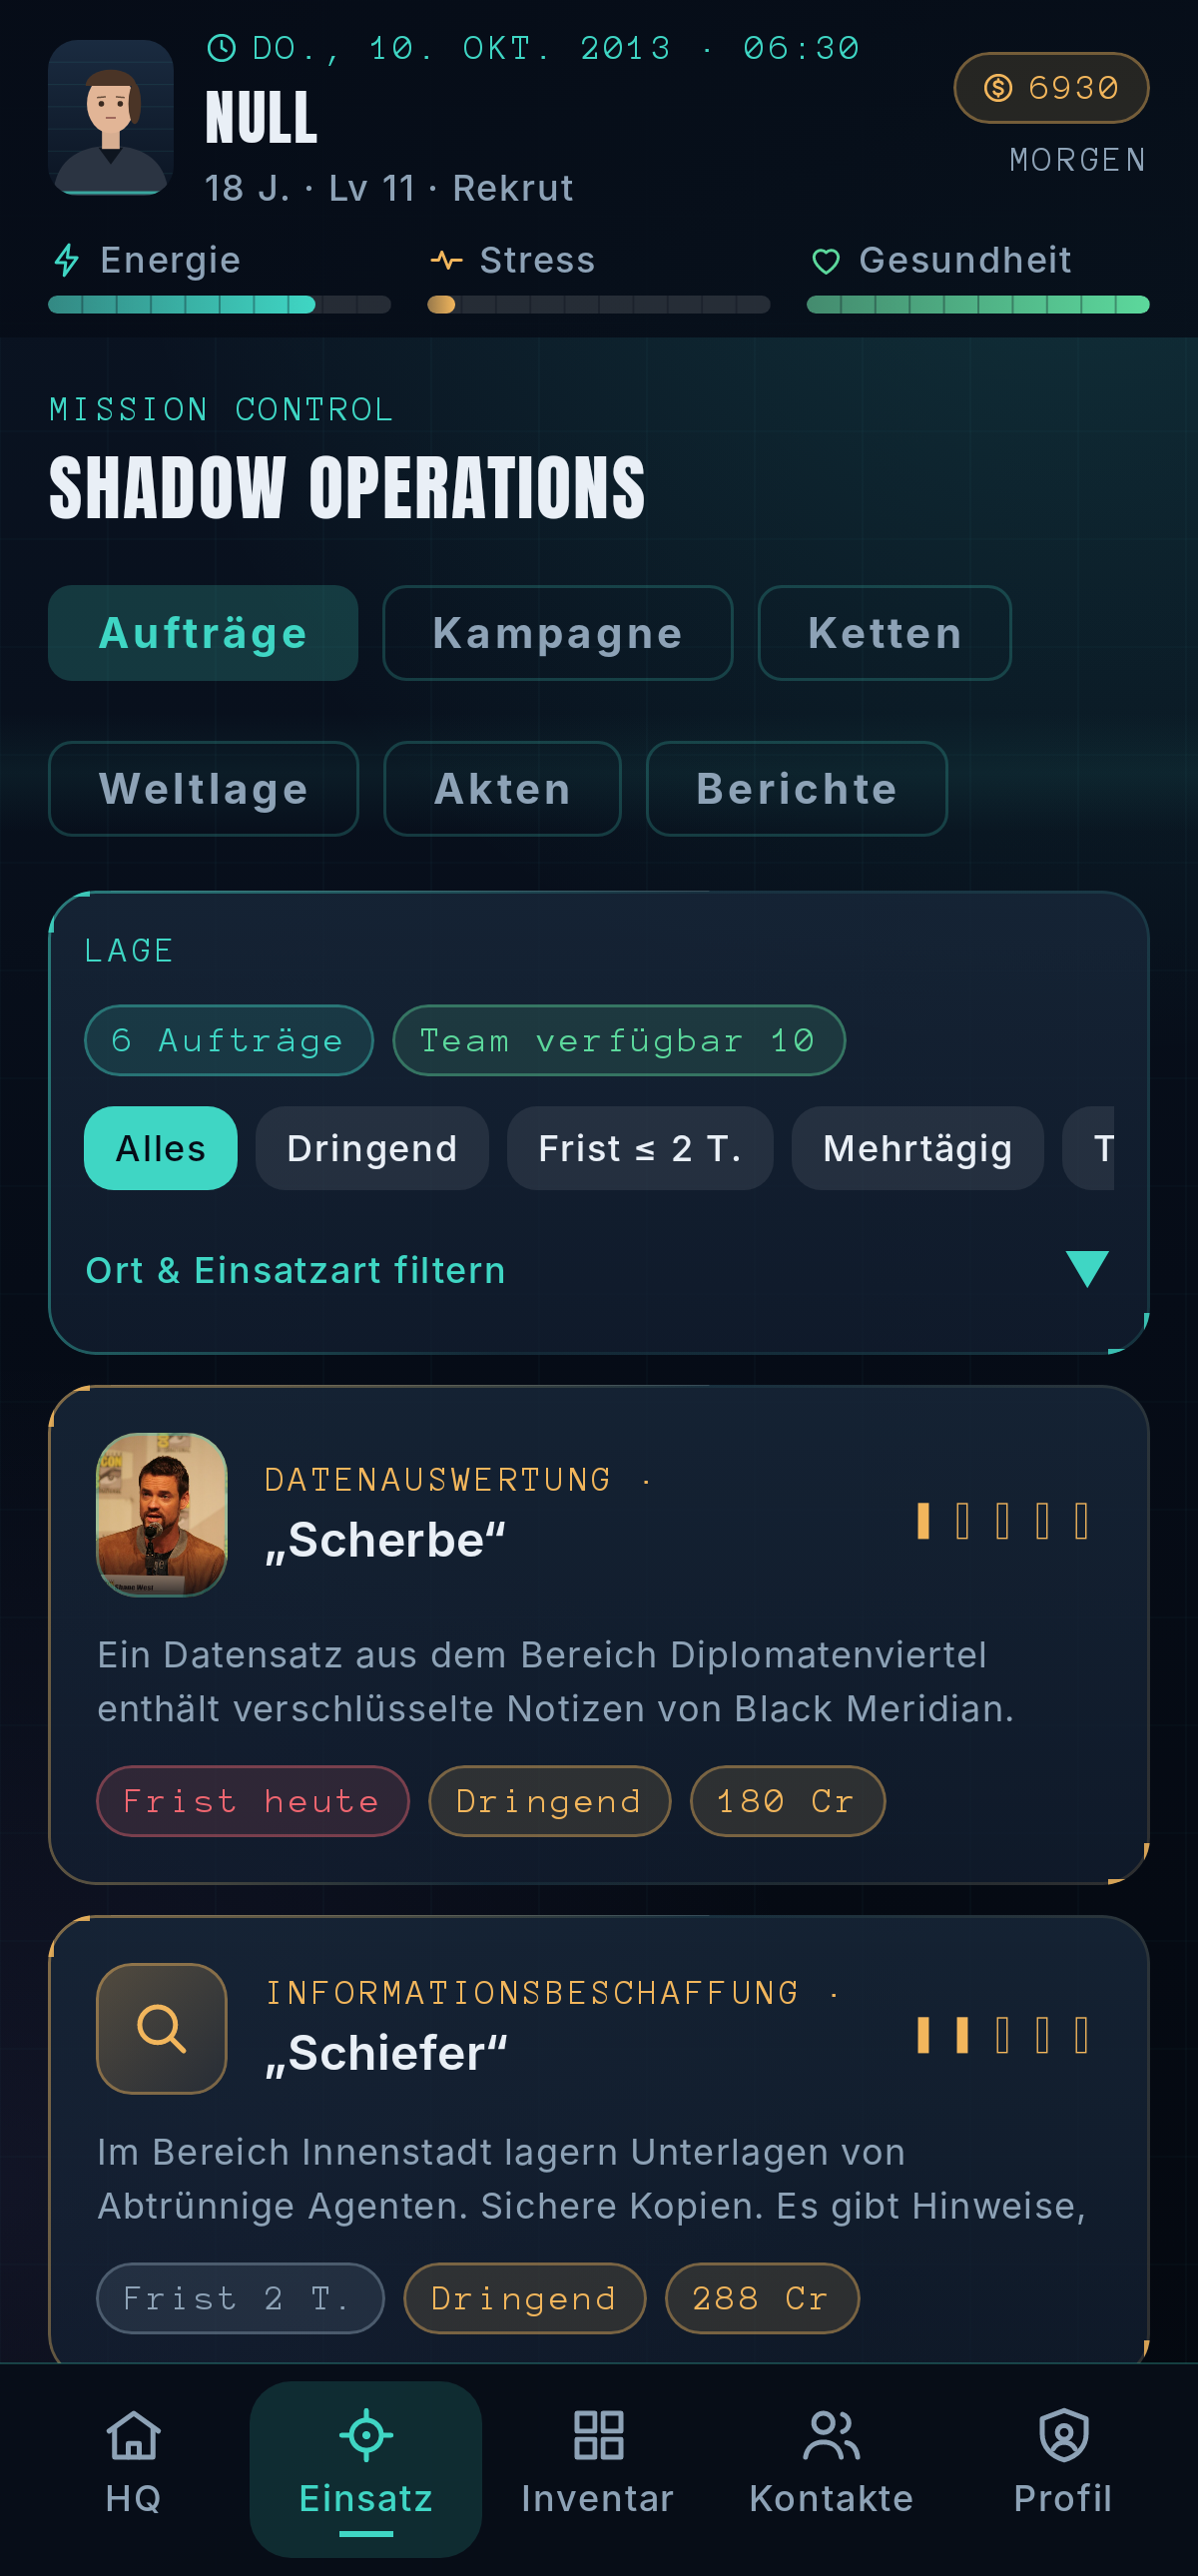 DO., 10. OKT. 2013 · 06:30
NULL
18 J. · Lv 11 · Rekrut
6930
MORGEN
Energie
Stress
Gesundheit
MISSION CONTROL
SHADOW OPERATIONS
Aufträge
Kampagne
Ketten
Weltlage
Akten
Berichte
LAGE
6 Aufträge
Team verfügbar 10
Alles
Dringend
Frist ≤ 2 T.
Mehrtägig
T
Ort & Einsatzart filtern
CON
Shane West
DATENAUSWERTUNG ·
„Scherbe“
Ein Datensatz aus dem Bereich Diplomatenviertel
enthält verschlüsselte Notizen von Black Meridian.
Frist heute
Dringend
180 Cr
INFORMATIONSBESCHAFFUNG ·
„Schiefer“
Im Bereich Innenstadt lagern Unterlagen von
Abtrünnige Agenten. Sichere Kopien. Es gibt Hinweise,
Frist 2 T.
Dringend
288 Cr
HQ
Einsatz
Inventar
Kontakte
Profil